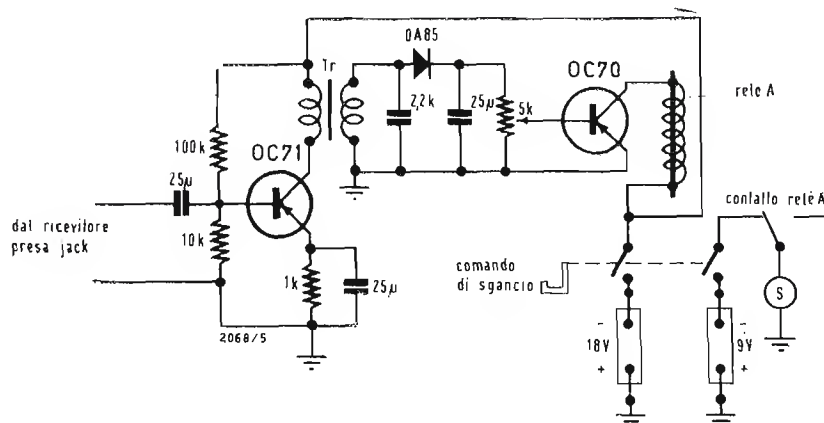 0A85
Tr
OC70
relè A
2,2k
25µ
5k
100k
OC71
25µ
dal ricevitore
presa jack
10k
1k
25µ
2068/5
contatto relè A
comando
di sgancio
S
18V
-
+
9V
-
+